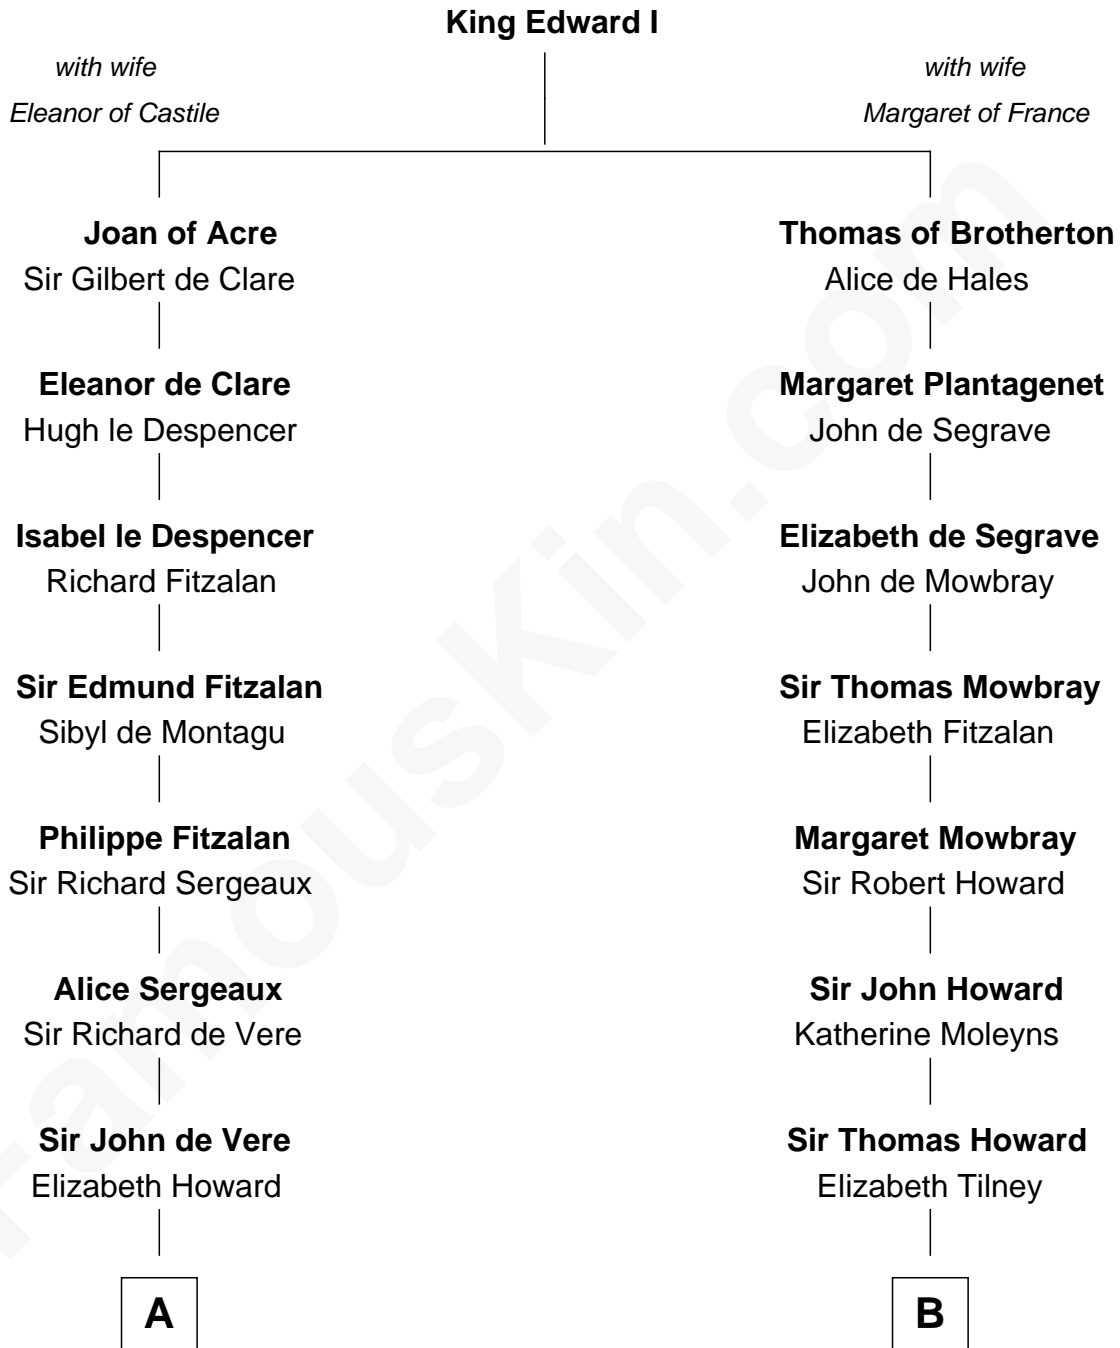 King Edward I
with wife
Eleanor of Castile
with wife
Margaret of France
Joan of Acre
Sir Gilbert de Clare
Thomas of Brotherton
Alice de Hales
Eleanor de Clare
Hugh le Despencer
Margaret Plantagenet
John de Segrave
Isabel le Despencer
Richard Fitzalan
Elizabeth de Segrave
John de Mowbray
Sir Edmund Fitzalan
Sibyl de Montagu
Sir Thomas Mowbray
Elizabeth Fitzalan
Philippe Fitzalan
Sir Richard Sergeaux
Margaret Mowbray
Sir Robert Howard
Alice Sergeaux
Sir Richard de Vere
Sir John Howard
Katherine Moleyns
Sir John de Vere
Elizabeth Howard
Sir Thomas Howard
Elizabeth Tilney
A
B
FamousKin.com